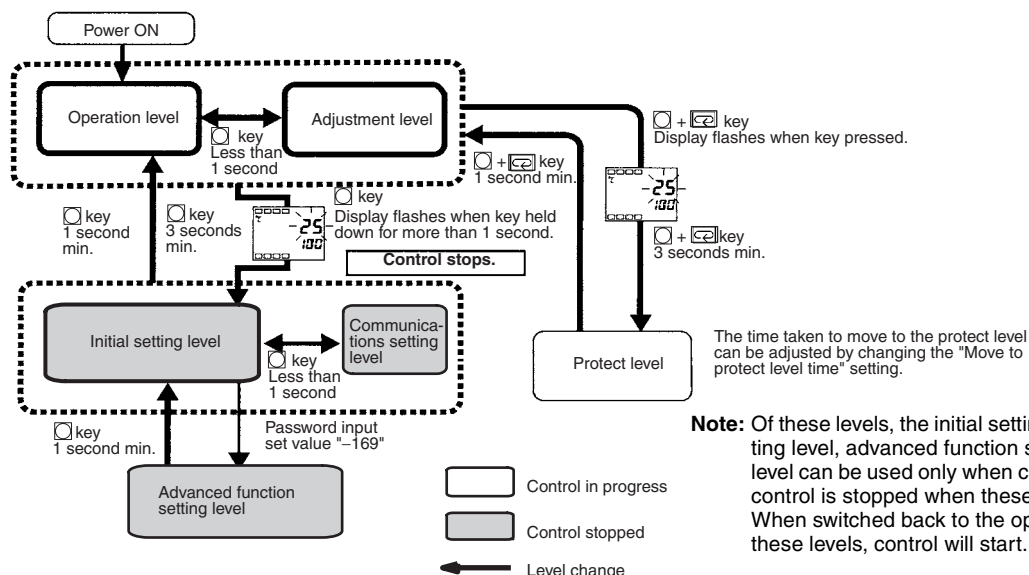 Power ON
Operation level
Adjustment level
key
Less than
1 second
key
1 second
min.
key
3 seconds
min.
25
100
key
Display flashes when key held
down for more than 1 second.
Control stops.
+ key
1 second min.
+ key
Display flashes when key pressed.
25
100
+ key
3 seconds min.
Initial setting level
key
Less than
1 second
Communica-
tions setting
level
Protect level
The time taken to move to the protect level
can be adjusted by changing the "Move to
protect level time" setting.
key
1 second min.
Password input
set value "–169"
Advanced function
setting level
Control in progress
Control stopped
Level change
Note: Of these levels, the initial settin
ting level, advanced function s
level can be used only when c
control is stopped when these
When switched back to the op
these levels, control will start.